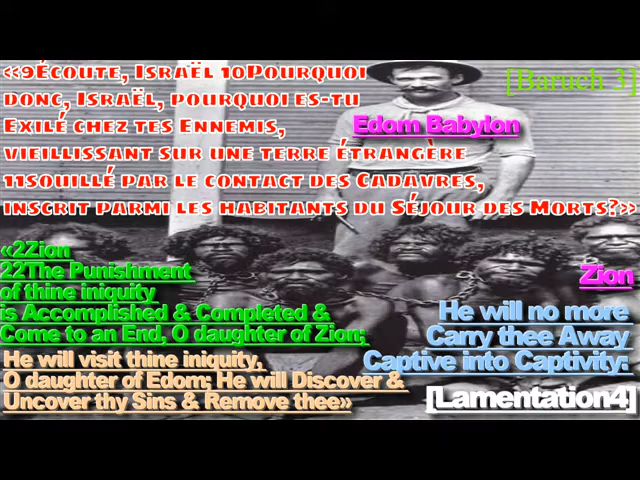 «9Écoute, Israël 10Pourquoi
donc, Israël, pourquoi es-tu
Exilé chez tes Ennemis,
vieillissant sur une terre étrangère
11souillé par le contact des Cadavres,
inscrit parmi les habitants du Séjour des Morts?»
[Baruch 3]
Edom Babylon
«2Zion
22The Punishment
of thine iniquity
is Accomplished & Completed &
Come to an End, O daughter of Zion;
He will visit thine iniquity,
O daughter of Edom; He will Discover &
Uncover thy Sins & Remove thee»
Zion
He will no more
Carry thee Away
Captive into Captivity:
[Lamentation4]